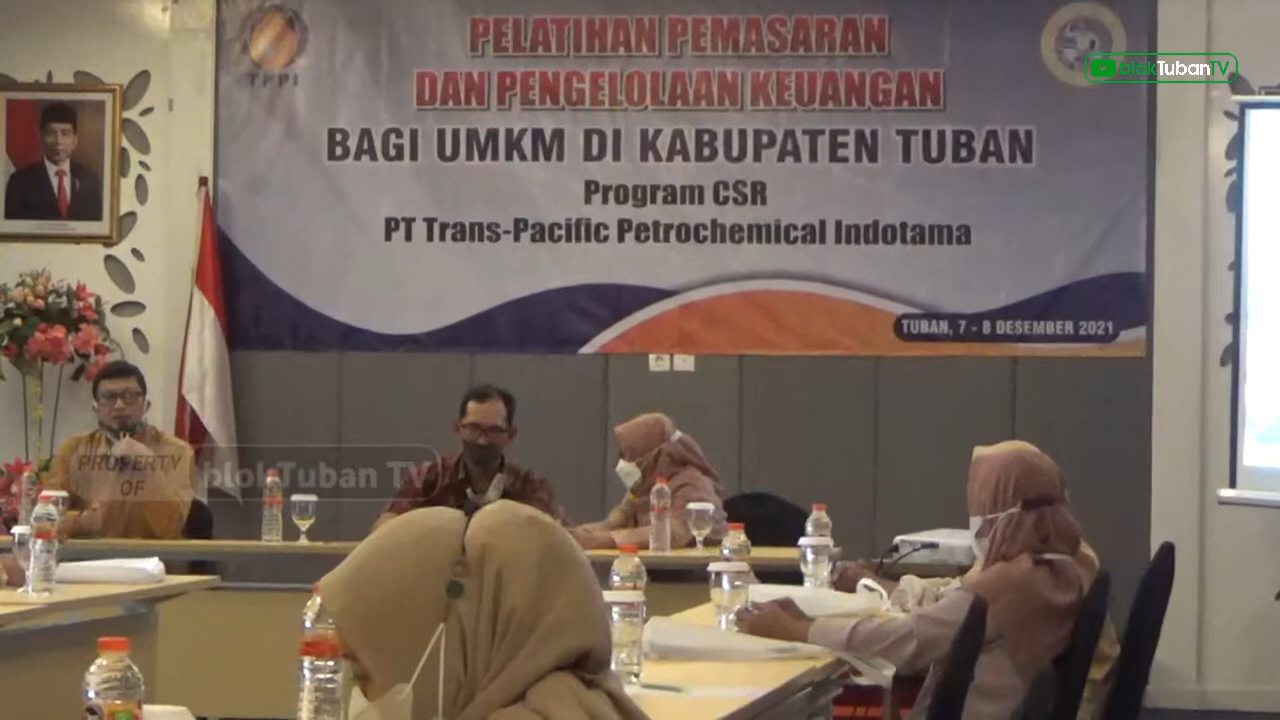 TPPI
PELATIHAN PEMASARAN
DAN PENGELOLAAN KEUANGAN
BAGI UMKM DI KABUPATEN TUBAN
Program CSR
PT Trans-Pacific Petrochemical Indotama
TUBAN, 7 - 8 DESEMBER 2021
blokTubanTV
PROPERTY OF
blokTuban TV